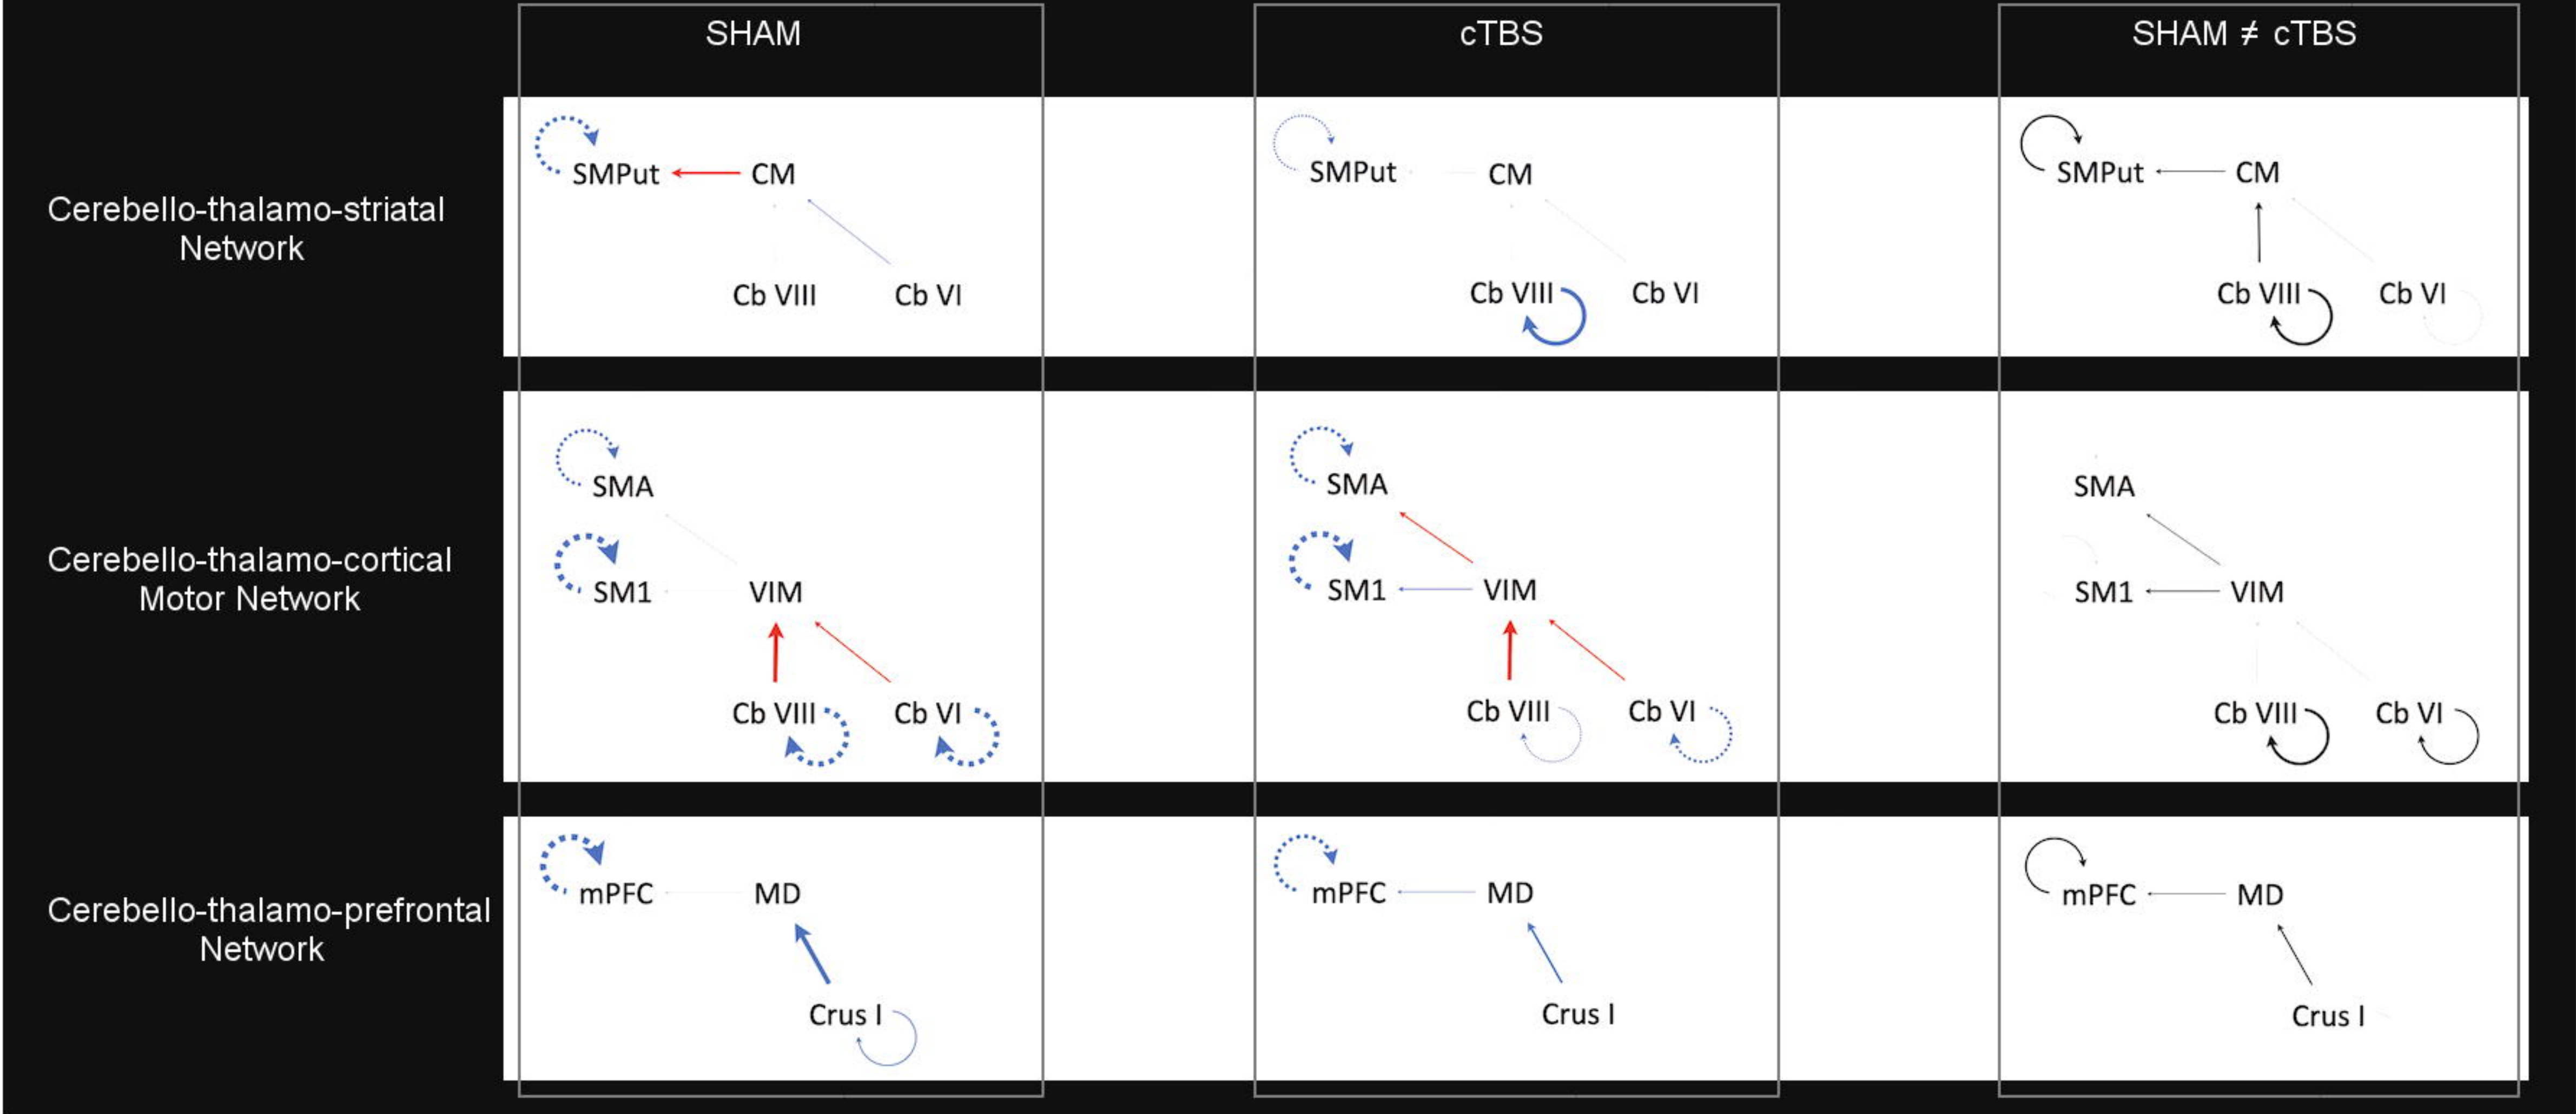 SHAM
cTBS
SHAM ≠ cTBS
Cerebello-thalamo-striatal
Network
SMPut
CM
Cb VIII
Cb VI
SMPut
CM
Cb VIII
Cb VI
SMPut
CM
Cb VIII
Cb VI
Cerebello-thalamo-cortical
Motor Network
SMA
SM1
VIM
Cb VIII
Cb VI
SMA
SM1
VIM
Cb VIII
Cb VI
SMA
SM1
VIM
Cb VIII
Cb VI
Cerebello-thalamo-prefrontal
Network
mPFC
MD
Crus I
mPFC
MD
Crus I
mPFC
MD
Crus I